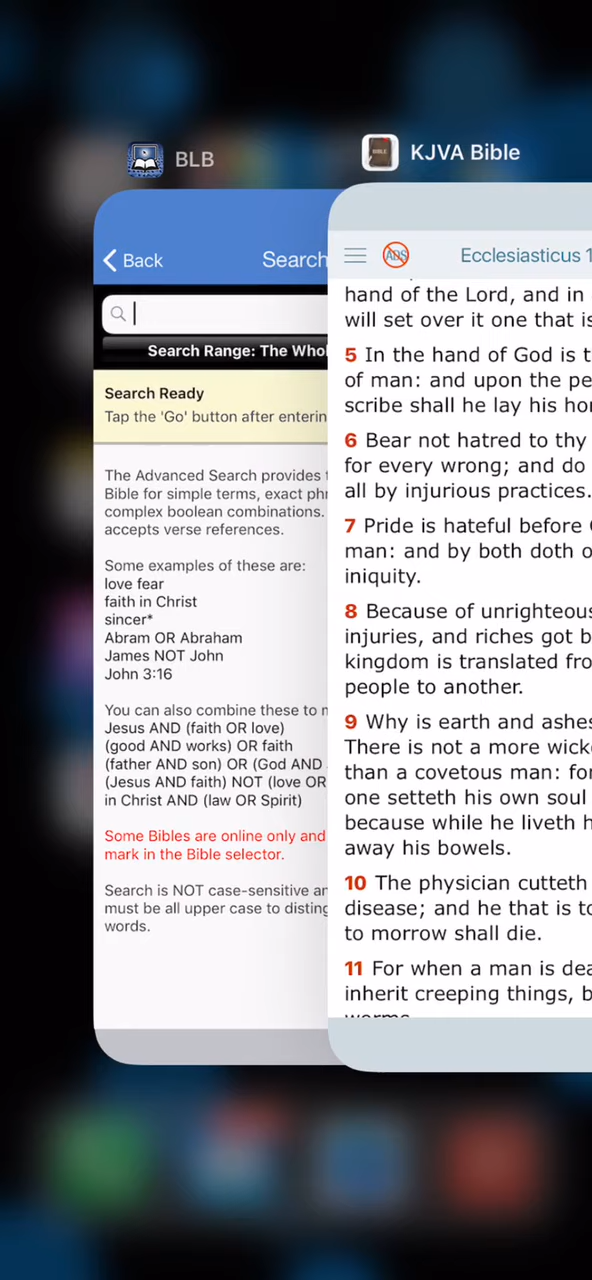 BLB
Back
Search
Search Range: The Whol
Search Ready
Tap the 'Go' button after enterin
The Advanced Search provides
Bible for simple terms, exact phr
complex boolean combinations.
accepts verse references.
Some examples of these are:
love fear
faith in Christ
sincer*
Abram OR Abraham
James NOT John
John 3:16
You can also combine these to
Jesus AND (faith OR love)
(good AND works) OR faith
(father AND son) OR (God AND
(Jesus AND faith) NOT (love OR
in Christ AND (law OR Spirit)
Some Bibles are online only and
mark in the Bible selector.
Search is NOT case-sensitive an
must be all upper case to disting
words.
KJVA Bible
BIBLE
ADS
Ecclesiasticus 1
hand of the Lord, and in
will set over it one that is
5 In the hand of God is t
of man: and upon the pe
scribe shall he lay his ho
6 Bear not hatred to thy
for every wrong; and do
all by injurious practices.
7 Pride is hateful before
man: and by both doth o
iniquity.
8 Because of unrighteous
injuries, and riches got b
kingdom is translated fro
people to another.
9 Why is earth and ashes
There is not a more wick
than a covetous man: fo
one setteth his own soul
because while he liveth h
away his bowels.
10 The physician cutteth
disease; and he that is to
to morrow shall die.
11 For when a man is dea
inherit creeping things, b
worms